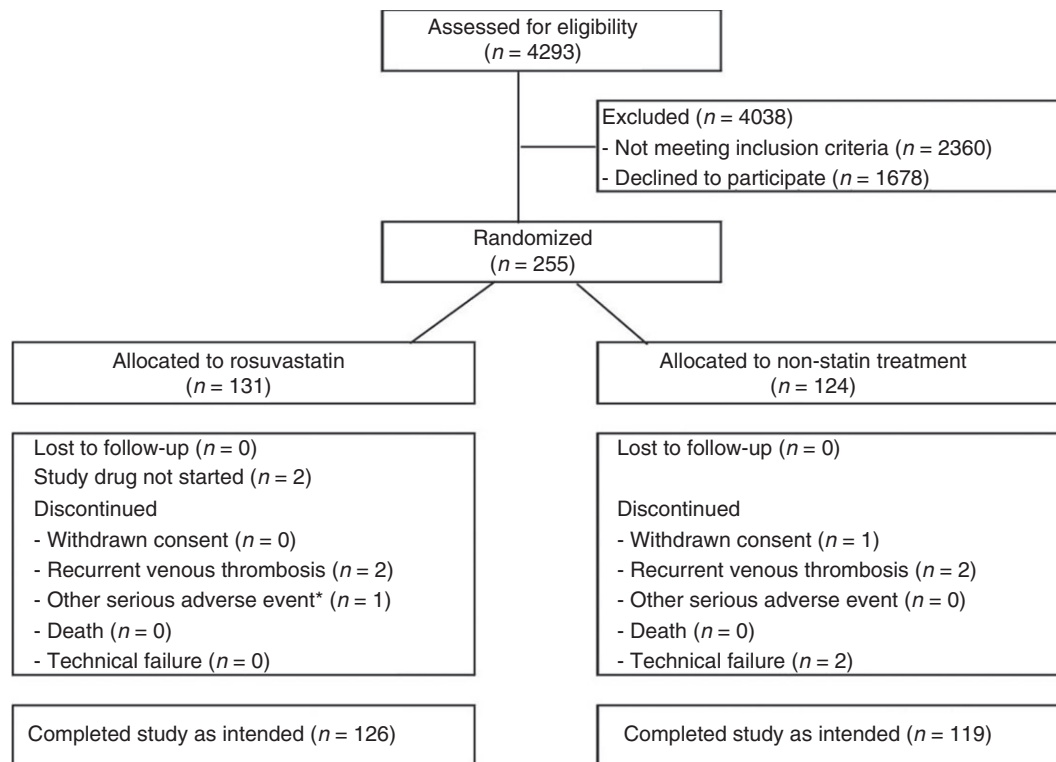 Assessed for eligibility
(n = 4293)
Excluded (n = 4038)
- Not meeting inclusion criteria (n = 2360)
- Declined to participate (n = 1678)
Randomized
(n = 255)
Allocated to rosuvastatin
(n = 131)
Lost to follow-up (n = 0)
Study drug not started (n = 2)
Discontinued
- Withdrawn consent (n = 0)
- Recurrent venous thrombosis (n = 2)
- Other serious adverse event* (n = 1)
- Death (n = 0)
- Technical failure (n = 0)
Completed study as intended (n = 126)
Allocated to non-statin treatment
(n = 124)
Lost to follow-up (n = 0)
Discontinued
- Withdrawn consent (n = 1)
- Recurrent venous thrombosis (n = 2)
- Other serious adverse event (n = 0)
- Death (n = 0)
- Technical failure (n = 2)
Completed study as intended (n = 119)